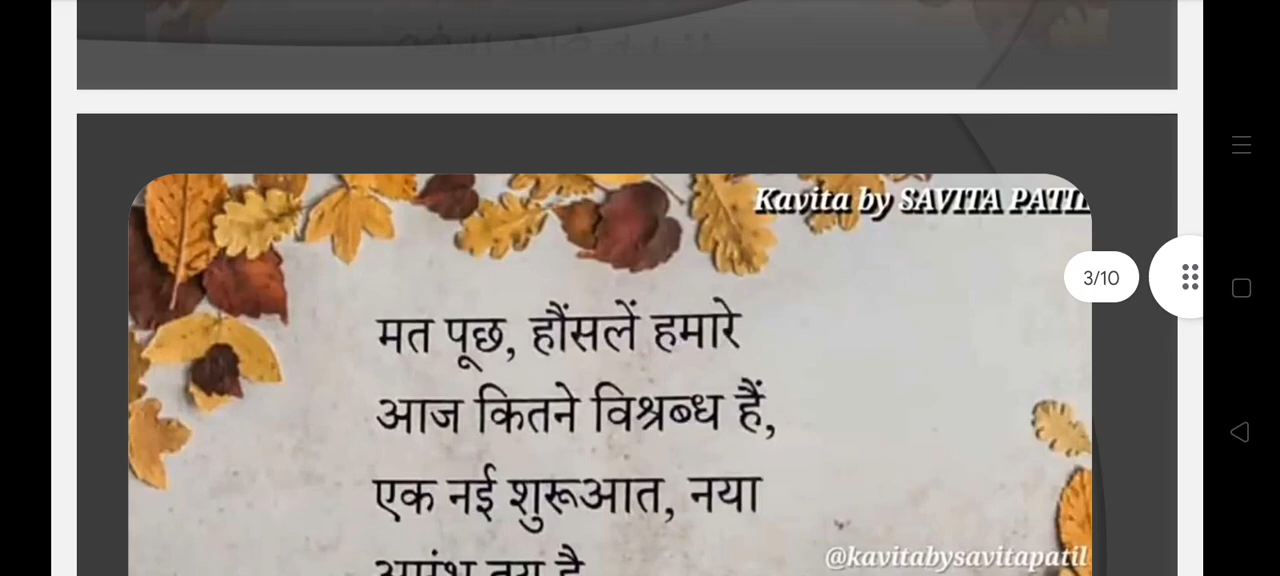 Kavita by SAVITA PATIL
3/10
मत पूछ, हौंसलें हमारे
आज कितने विश्रब्ध हैं,
एक नई शुरूआत, नया
@kavitabysavitapatil